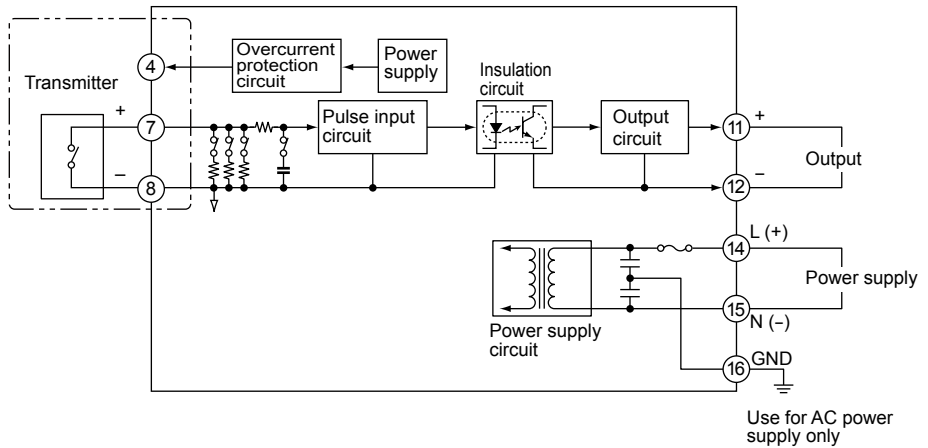 Transmitter
4
Overcurrent
protection
circuit
Power
supply
Insulation
circuit
+
7
Pulse input
circuit
Output
circuit
11
+
Output
−
8
12
−
14
L (+)
Power supply
15
N (−)
Power supply
circuit
16
GND
Use for AC power
supply only